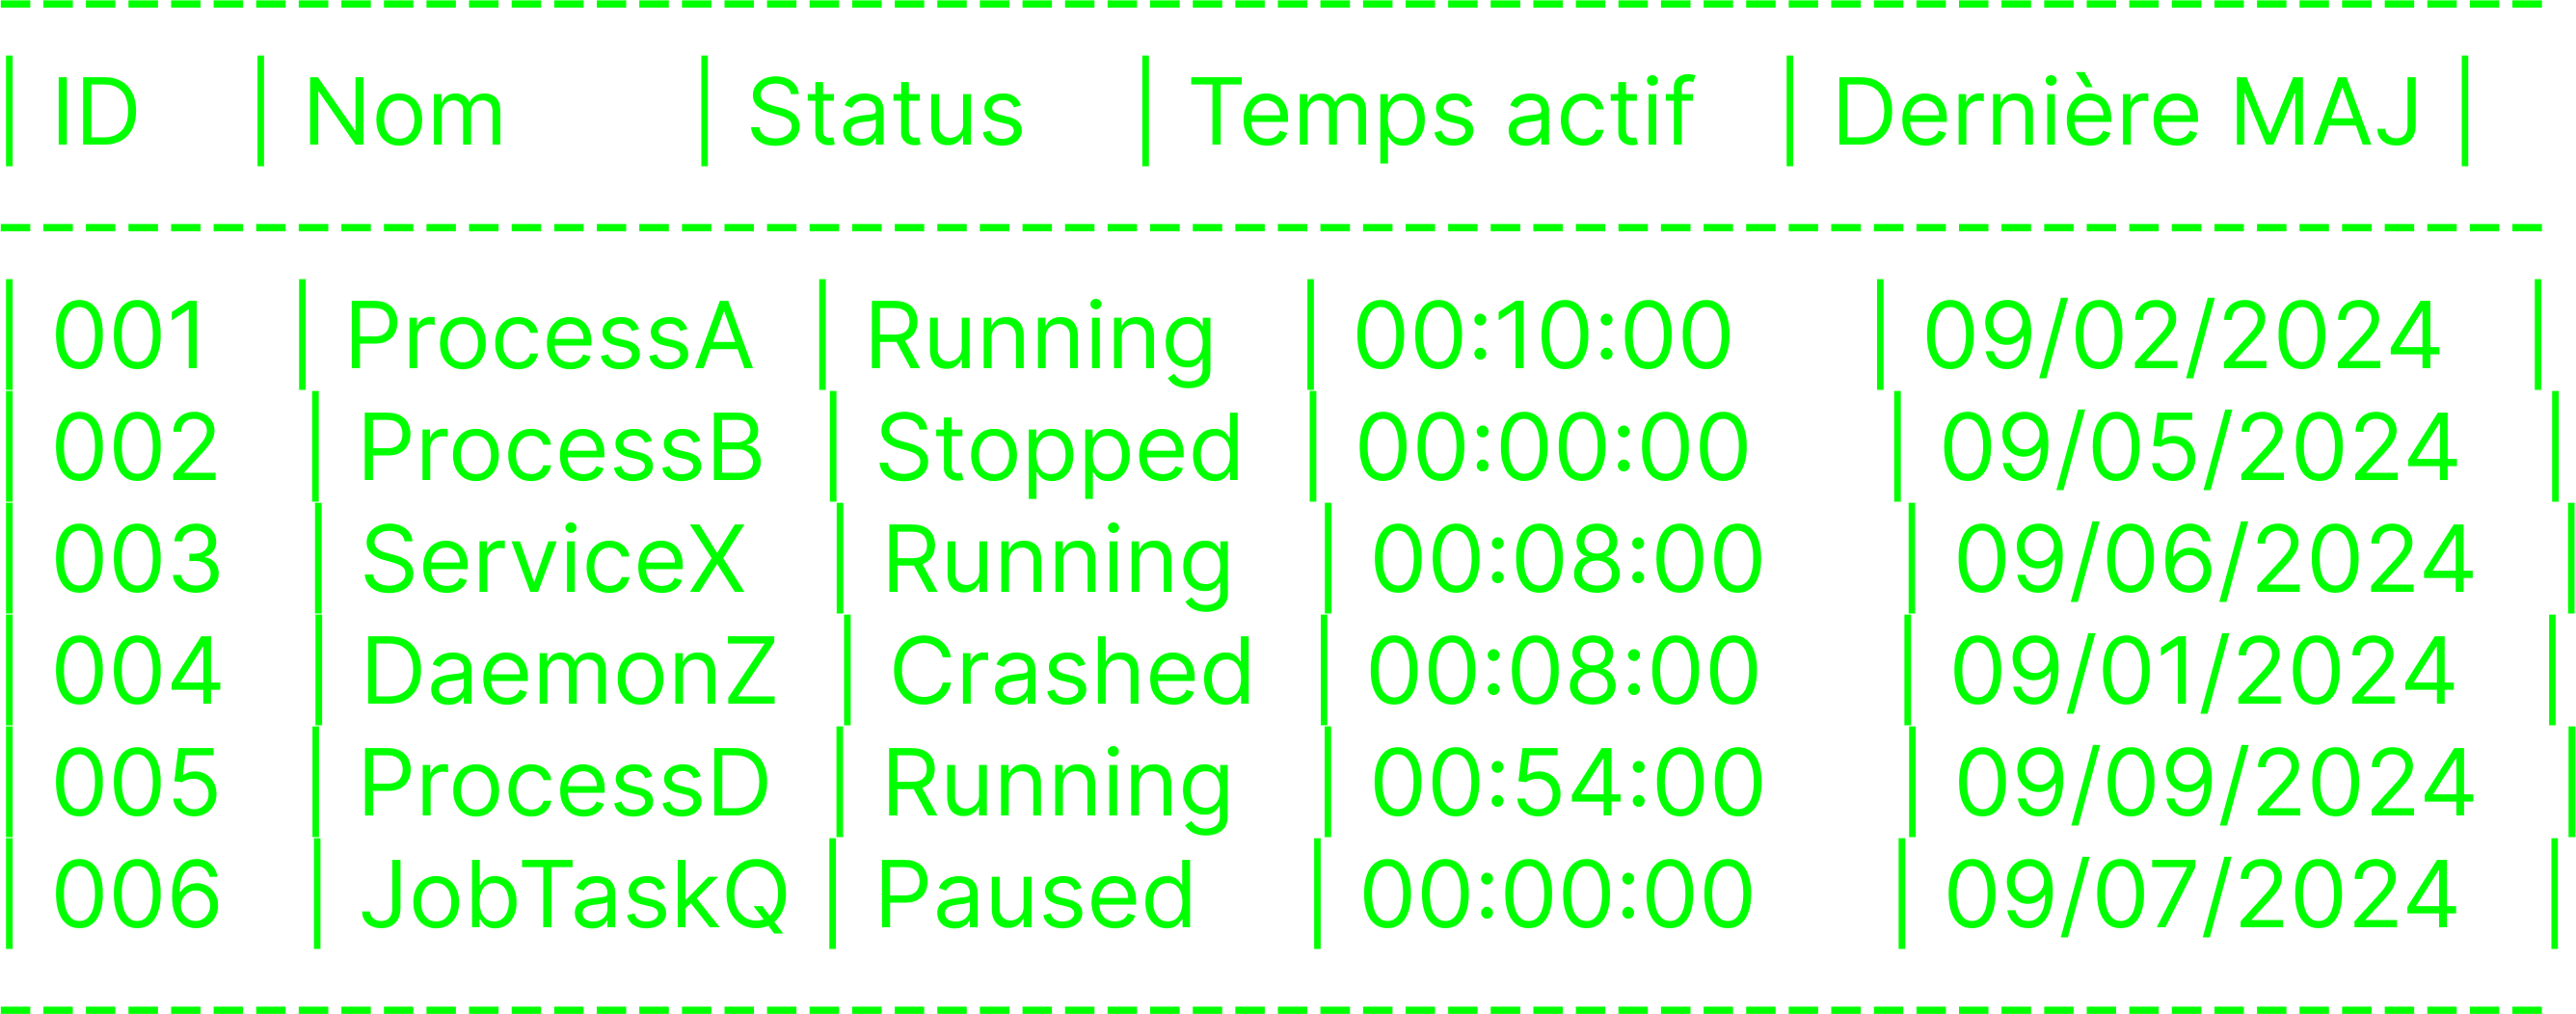 ------------------------------------------------------------
| ID | Nom | Status | Temps actif | Dernière MAJ |
------------------------------------------------------------
| 001 | ProcessA | Running | 00:10:00 | 09/02/2024 |
| 002 | ProcessB | Stopped | 00:00:00 | 09/05/2024 |
| 003 | ServiceX | Running | 00:08:00 | 09/06/2024 |
| 004 | DaemonZ | Crashed | 00:08:00 | 09/01/2024 |
| 005 | ProcessD | Running | 00:54:00 | 09/09/2024 |
| 006 | JobTaskQ | Paused | 00:00:00 | 09/07/2024 |
------------------------------------------------------------